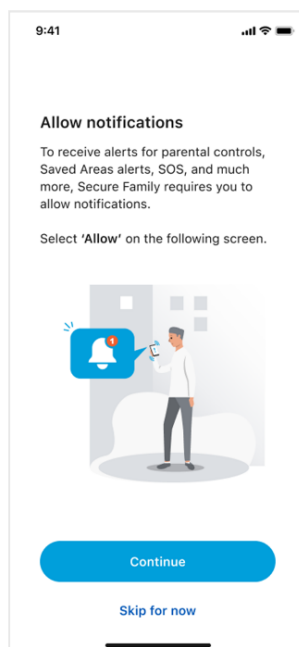 9:41
Allow notifications
To receive alerts for parental controls,
Saved Areas alerts, SOS, and much
more, Secure Family requires you to
allow notifications.
Select ‘Allow’ on the following screen.
1
Continue
Skip for now